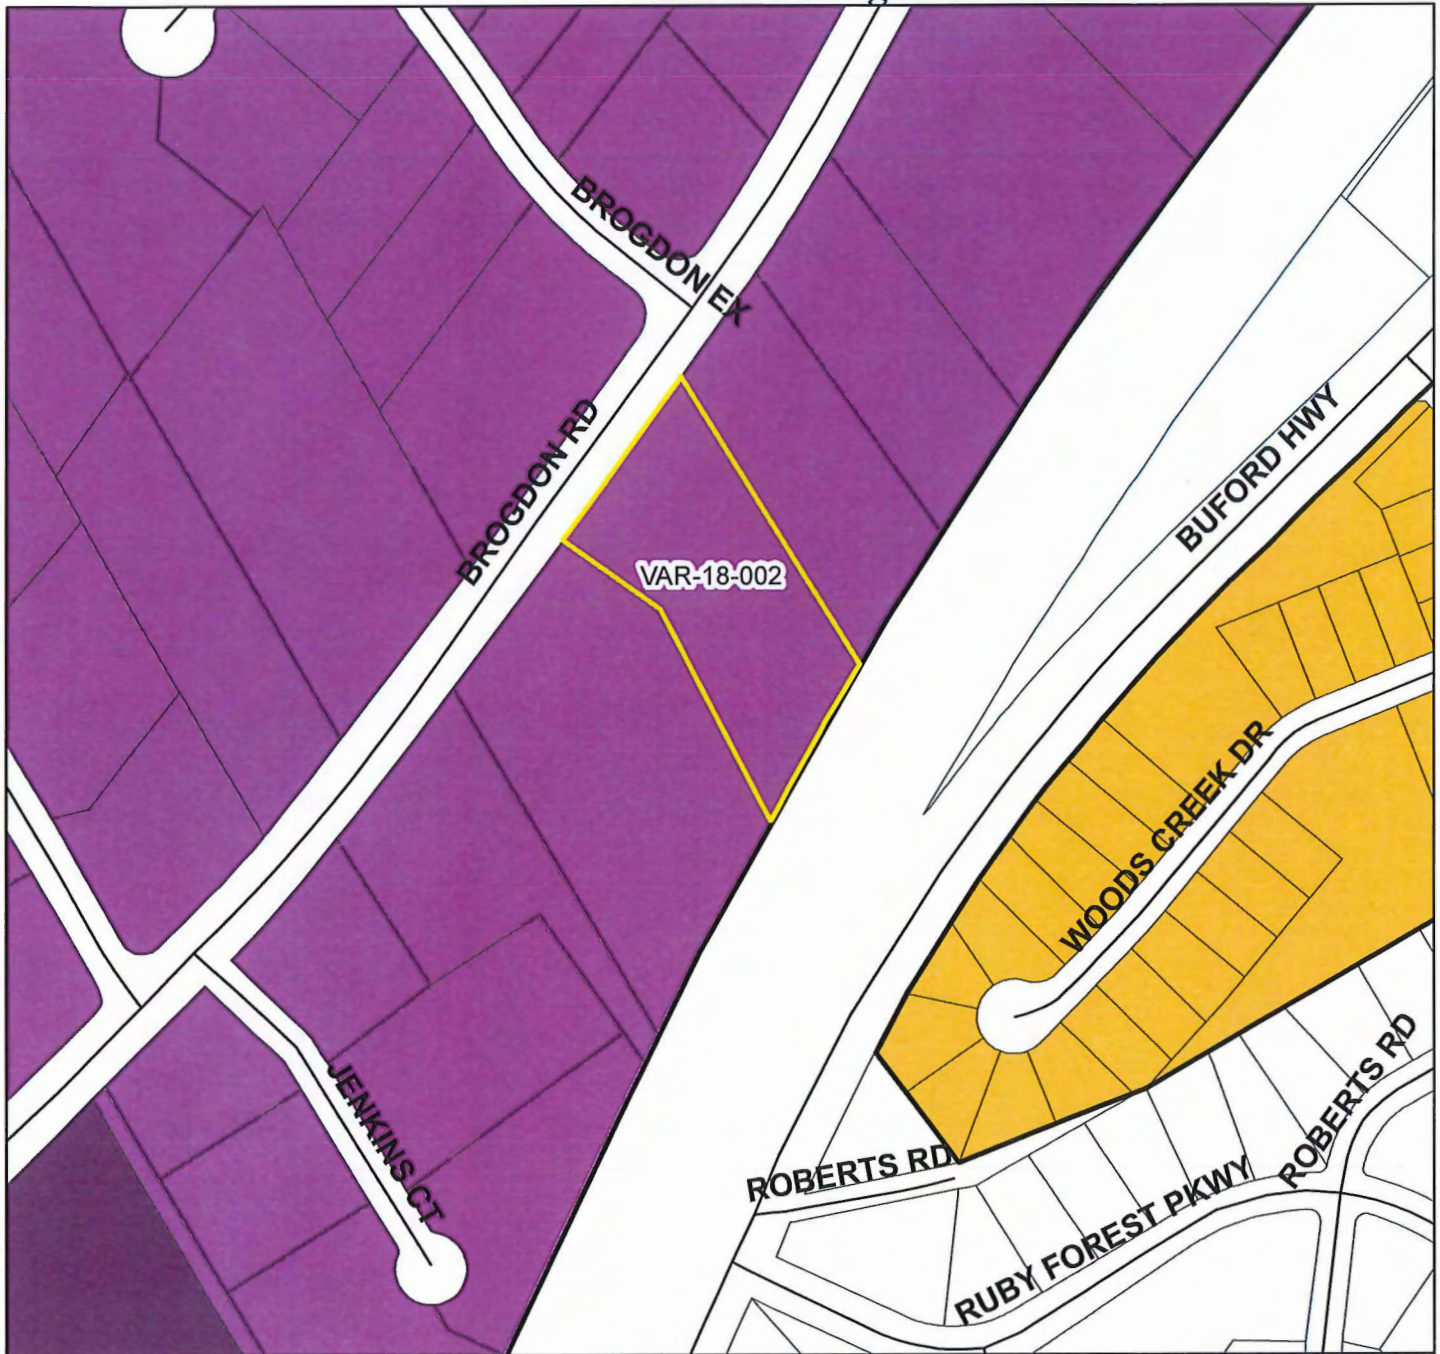 BROGDON EX
BROGDON RD
BUFORD HWY
VAR-18-002
WOODS CREEK DR
JENKINS CT
ROBERTS RD
ROBERTS RD
RUBY FOREST PKWY